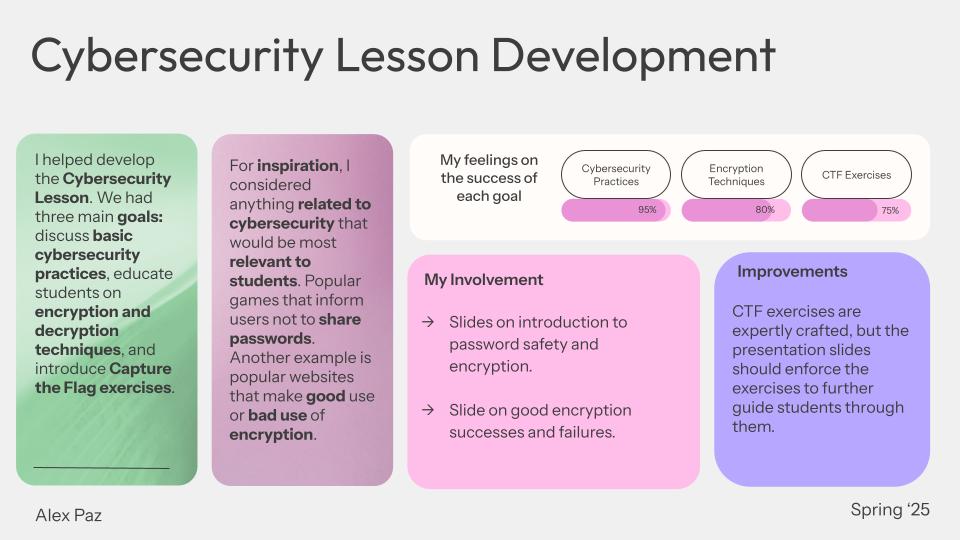 Cybersecurity Lesson Development
I helped develop
the Cybersecurity
Lesson. We had
three main goals:
discuss basic
cybersecurity
practices, educate
students on
encryption and
decryption
techniques, and
introduce Capture
the Flag exercises.
For inspiration, I
considered
anything related to
cybersecurity that
would be most
relevant to
students. Popular
games that inform
users not to share
passwords.
Another example is
popular websites
that make good use
or bad use of
encryption.
My feelings on
the success of
each goal
Cybersecurity
Practices
95%
Encryption
Techniques
80%
CTF Exercises
75%
My Involvement
→ Slides on introduction to
password safety and
encryption.
→ Slide on good encryption
successes and failures.
Improvements
CTF exercises are
expertly crafted, but the
presentation slides
should enforce the
exercises to further
guide students through
them.
Alex Paz
Spring ‘25